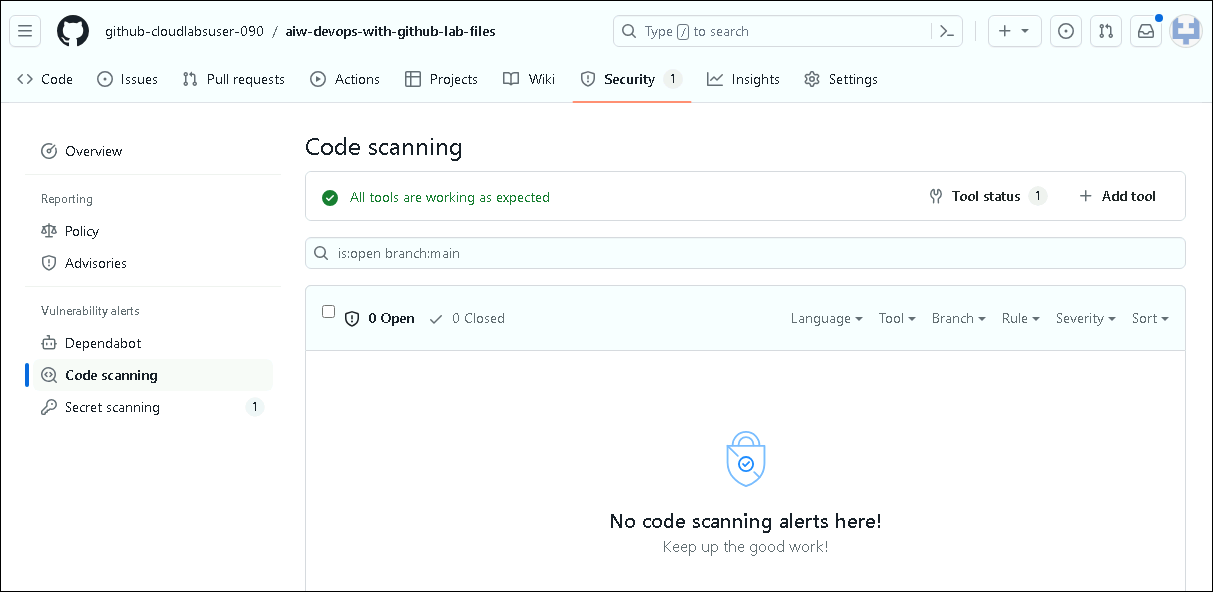 github-cloudlabsuser-090 / aiw-devops-with-github-lab-files
Type / to search
Code Issues Pull requests Actions Projects Wiki Security 1 Insights Settings
Overview
Reporting
Policy
Advisories
Vulnerability alerts
Dependabot
Code scanning
Secret scanning 1
Code scanning
All tools are working as expected Tool status 1 Add tool
is:open branch:main
0 Open 0 Closed Language Tool Branch Rule Severity Sort
No code scanning alerts here!
Keep up the good work!